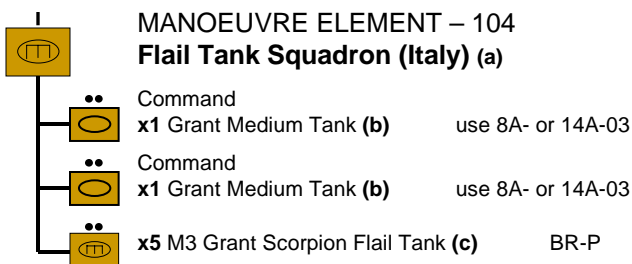 MANOEUVRE ELEMENT – 104
Flail Tank Squadron (Italy) (a)
Command
x1 Grant Medium Tank (b) use 8A- or 14A-03
Command
x1 Grant Medium Tank (b) use 8A- or 14A-03
x5 M3 Grant Scorpion Flail Tank (c) BR-P